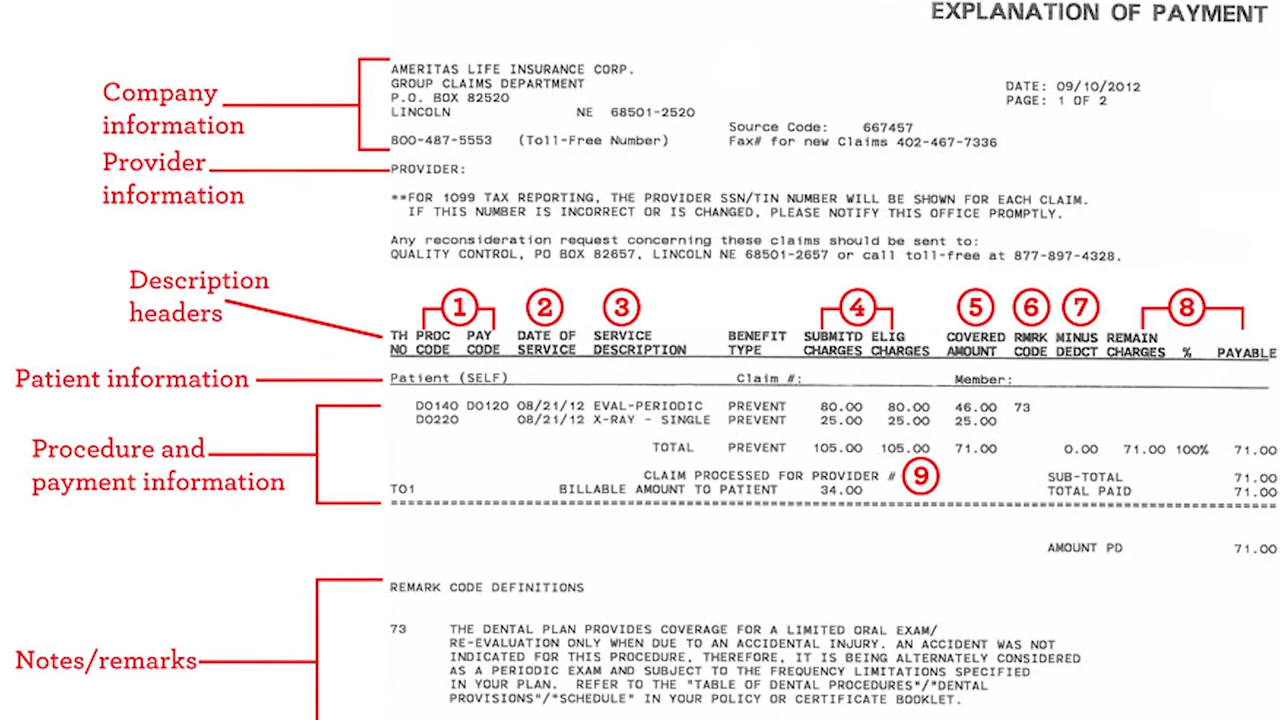 EXPLANATION OF PAYMENT
Company information
AMERITAS LIFE INSURANCE CORP.
GROUP CLAIMS DEPARTMENT
P.O. BOX 82520
LINCOLN NE 68501-2520
DATE: 09/10/2012
PAGE: 1 OF 2
Source Code: 667457
800-487-5553 (Toll-Free Number) Fax# for new Claims 402-467-7336
Provider information
PROVIDER:
**FOR 1099 TAX REPORTING, THE PROVIDER SSN/TIN NUMBER WILL BE SHOWN FOR EACH CLAIM.
IF THIS NUMBER IS INCORRECT OR IS CHANGED, PLEASE NOTIFY THIS OFFICE PROMPTLY.
Any reconsideration request concerning these claims should be sent to:
QUALITY CONTROL, PO BOX 82657, LINCOLN NE 68501-2657 or call toll-free at 877-897-4328.
Description headers
1 2 3 4 5 6 7 8
TH PROC PAY DATE OF SERVICE BENEFIT SUBMITD ELIG COVERED RMRK MINUS REMAIN
NO CODE CODE SERVICE DESCRIPTION TYPE CHARGES CHARGES AMOUNT CODE DEDCT CHARGES % PAYABLE
Patient information
Patient (SELF) Claim #: Member:
Procedure and payment information
D0140 D0120 08/21/12 EVAL-PERIODIC PREVENT 80.00 80.00 46.00 73
D0220 08/21/12 X-RAY - SINGLE PREVENT 25.00 25.00 25.00
TOTAL PREVENT 105.00 105.00 71.00 0.00 71.00 100% 71.00
CLAIM PROCESSED FOR PROVIDER # 9 SUB-TOTAL 71.00
T01 BILLABLE AMOUNT TO PATIENT 34.00 TOTAL PAID 71.00
AMOUNT PD 71.00
Notes/remarks
REMARK CODE DEFINITIONS
73 THE DENTAL PLAN PROVIDES COVERAGE FOR A LIMITED ORAL EXAM/
RE-EVALUATION ONLY WHEN DUE TO AN ACCIDENTAL INJURY. AN ACCIDENT WAS NOT
INDICATED FOR THIS PROCEDURE, THEREFORE, IT IS BEING ALTERNATELY CONSIDERED
AS A PERIODIC EXAM AND SUBJECT TO THE FREQUENCY LIMITATIONS SPECIFIED
IN YOUR PLAN. REFER TO THE "TABLE OF DENTAL PROCEDURES"/"DENTAL
PROVISIONS"/"SCHEDULE" IN YOUR POLICY OR CERTIFICATE BOOKLET.